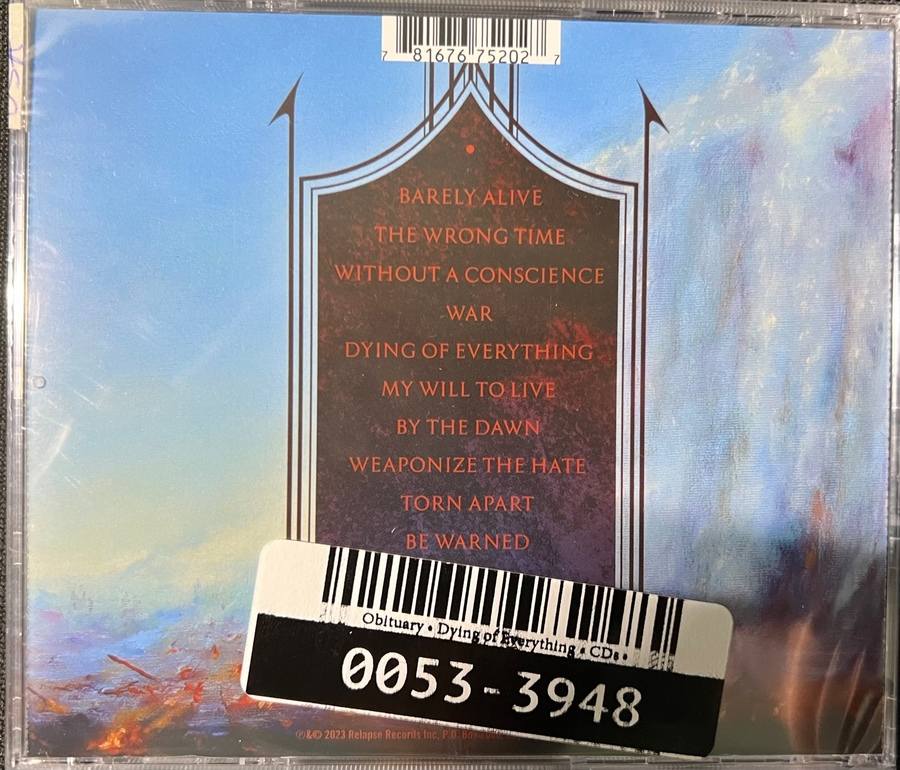 7 81676 75202 7
BARELY ALIVE
THE WRONG TIME
WITHOUT A CONSCIENCE
WAR
DYING OF EVERYTHING
MY WILL TO LIVE
BY THE DAWN
WEAPONIZE THE HATE
TORN APART
BE WARNED
Obituary • Dying of Everything • CDs •
0053-3948
℗&© 2023 Relapse Records Inc, P.O. Box